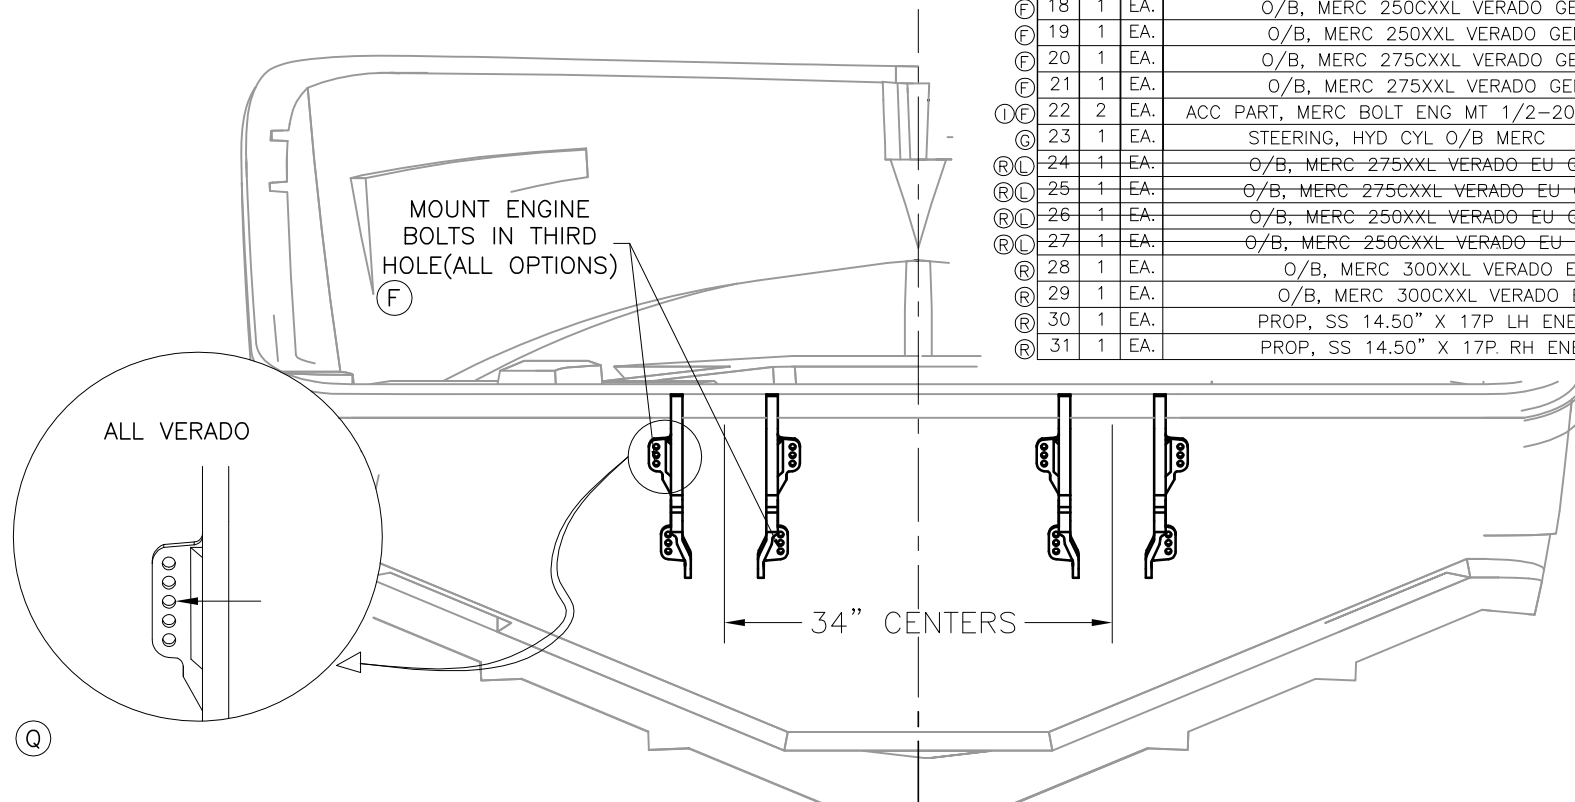 Ⓕ 18 1 EA. O/B, MERC 250CXXL VERADO GE
Ⓕ 19 1 EA. O/B, MERC 250XXL VERADO GE
Ⓕ 20 1 EA. O/B, MERC 275CXXL VERADO GE
Ⓕ 21 1 EA. O/B, MERC 275XXL VERADO GE
ⒾⒻ 22 2 EA. ACC PART, MERC BOLT ENG MT 1/2-20
Ⓖ 23 1 EA. STEERING, HYD CYL O/B MERC
ⓇⓁ 24 1 EA. O/B, MERC 275XXL VERADO EU G
ⓇⓁ 25 1 EA. O/B, MERC 275CXXL VERADO EU
ⓇⓁ 26 1 EA. O/B, MERC 250XXL VERADO EU G
ⓇⓁ 27 1 EA. O/B, MERC 250CXXL VERADO EU
Ⓡ 28 1 EA. O/B, MERC 300XXL VERADO E
Ⓡ 29 1 EA. O/B, MERC 300CXXL VERADO
Ⓡ 30 1 EA. PROP, SS 14.50” X 17P LH ENE
Ⓡ 31 1 EA. PROP, SS 14.50” X 17P. RH ENE
MOUNT ENGINE
BOLTS IN THIRD
HOLE(ALL OPTIONS)
Ⓕ
ALL VERADO
34” CENTERS
Ⓠ